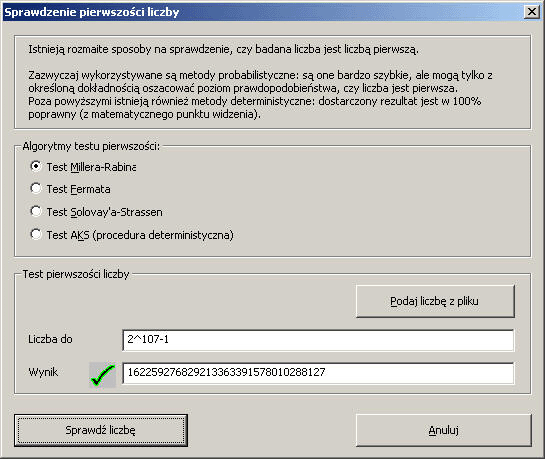 Sprawdzenie pierwszości liczby
Istnieją rozmaite sposoby na sprawdzenie, czy badana liczba jest liczbą pierwszą.
Zazwyczaj wykorzystywane są metody probabilistyczne: są one bardzo szybkie, ale mogą tylko z
określoną dokładnością oszacować poziom prawdopodobieństwa, czy liczba jest pierwsza.
Poza powyższymi istnieją również metody deterministyczne: dostarczony rezultat jest w 100%
poprawny (z matematycznego punktu widzenia).
Algorytmy testu pierwszości:
Test Millera-Rabina
Test Fermata
Test Solovay'a-Strassen
Test AKS (procedura deterministyczna)
Test pierwszości liczby
Podaj liczbę z pliku
Liczba do
2^107-1
Wynik
162259276829213363391578010288127
Sprawdź liczbę
Anuluj